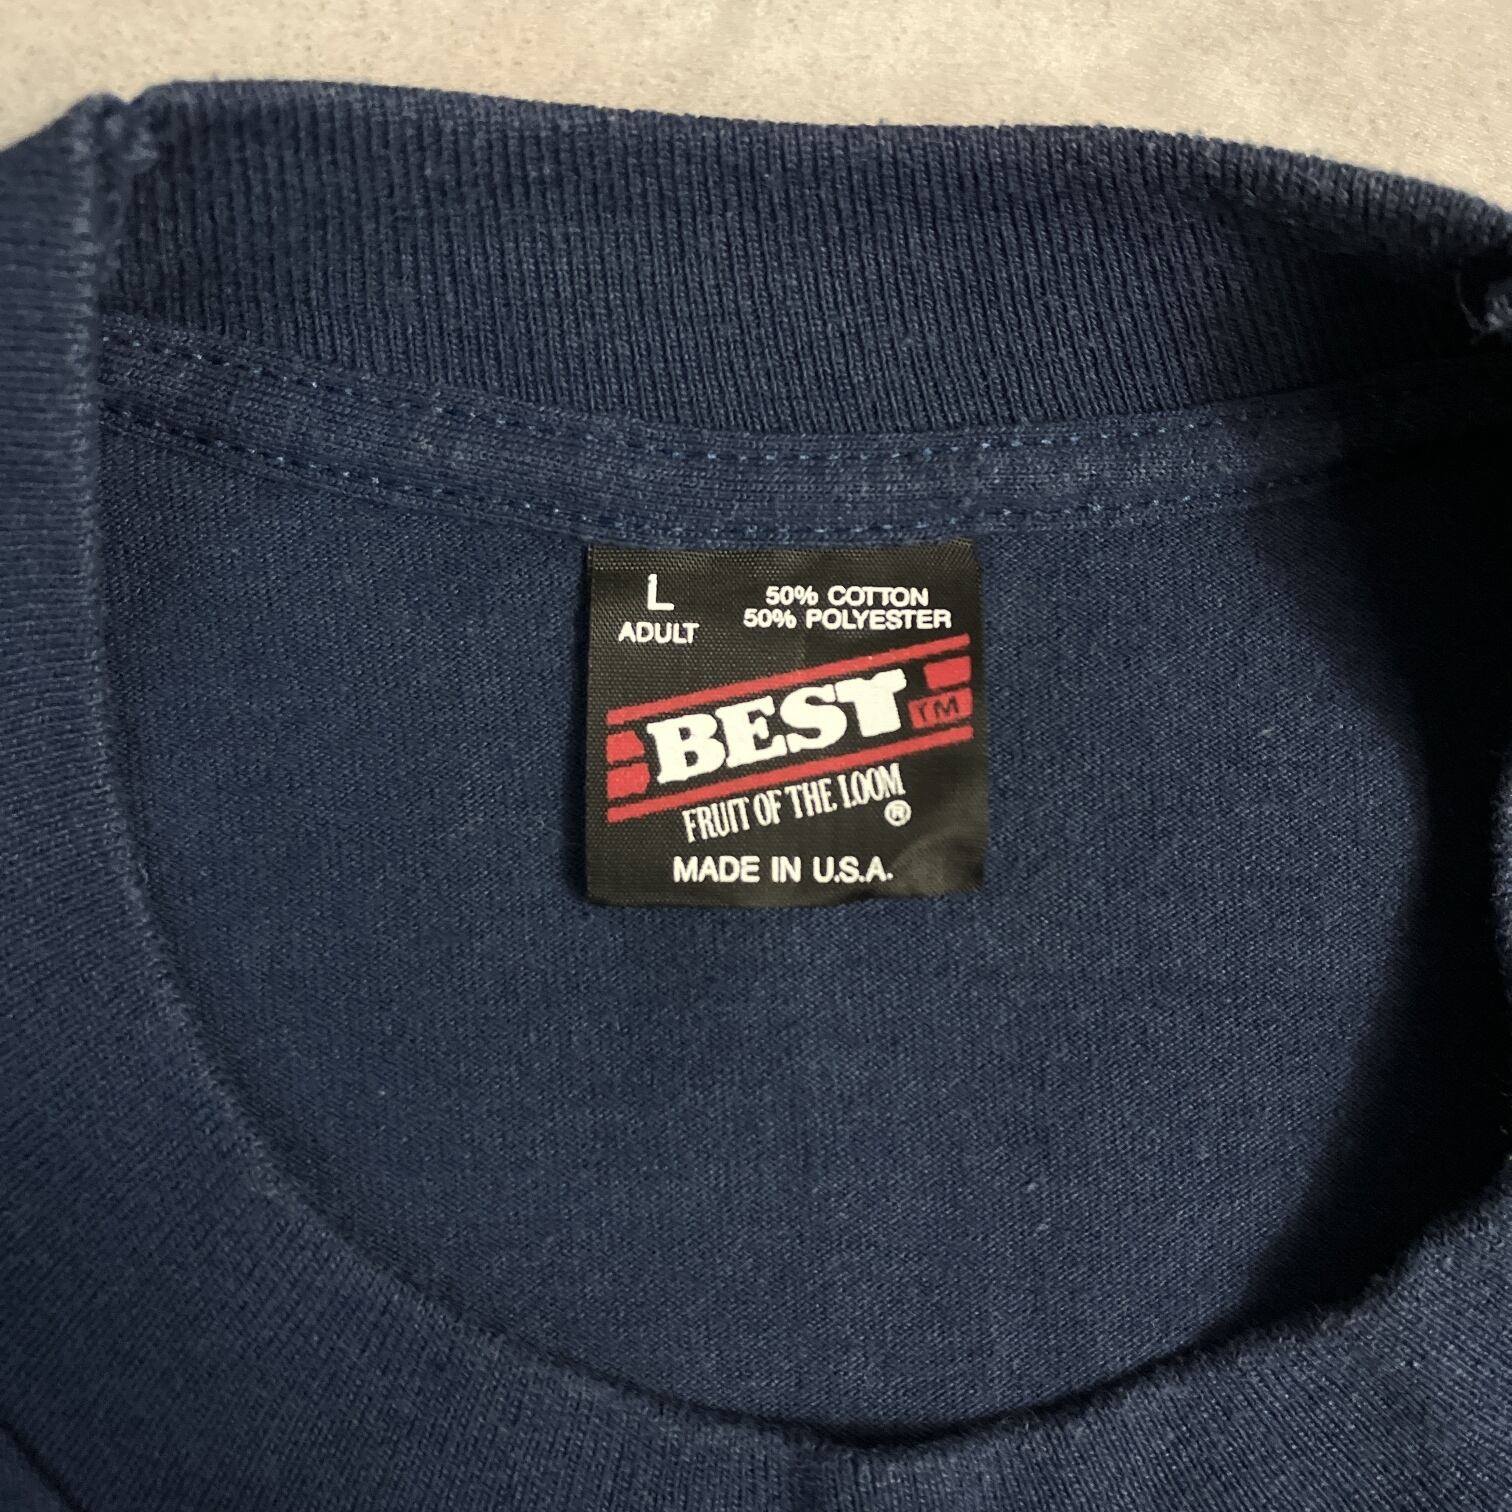 L
ADULT
50% COTTON
50% POLYESTER
BEST TM
FRUIT OF THE LOOM ®
MADE IN U.S.A.